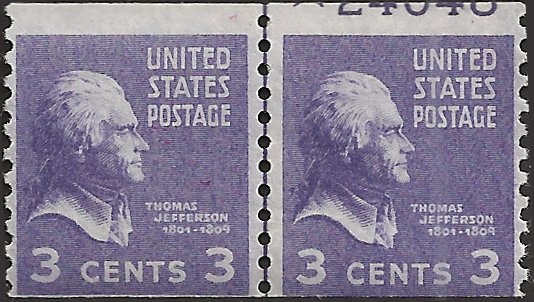 24048
UNITED
STATES
POSTAGE
THOMAS
JEFFERSON
1801-1809
3 CENTS 3
UNITED
STATES
POSTAGE
THOMAS
JEFFERSON
1801-1809
3 CENTS 3